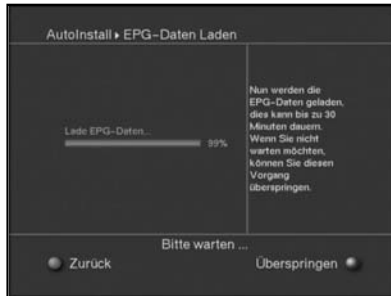 AutoInstall ▸ EPG-Daten Laden
Lade EPG-Daten...
99%
Nun werden die
EPG-Daten geladen,
dies kann bis zu 30
Minuten dauern.
Wenn Sie nicht
warten möchten,
können Sie diesen
Vorgang
überspringen.
Bitte warten ...
Zurück
Überspringen